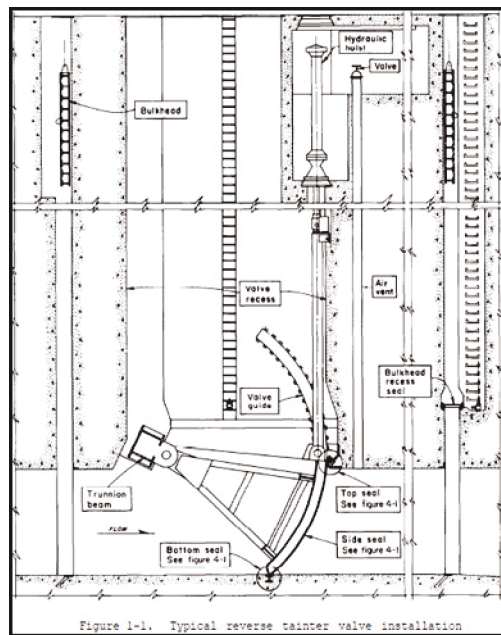 Hydraulic
hoist
Valve
Bulkhead
Valve
recess
Air
vent
Valve
guide
Bulkhead
recess
seal
Trunnion
beam
Top seal
See figure 4-1
FLOW
Side seal
See figure 4-1
Bottom seal
See figure 4-1
Figure 1-1. Typical reverse tainter valve installation